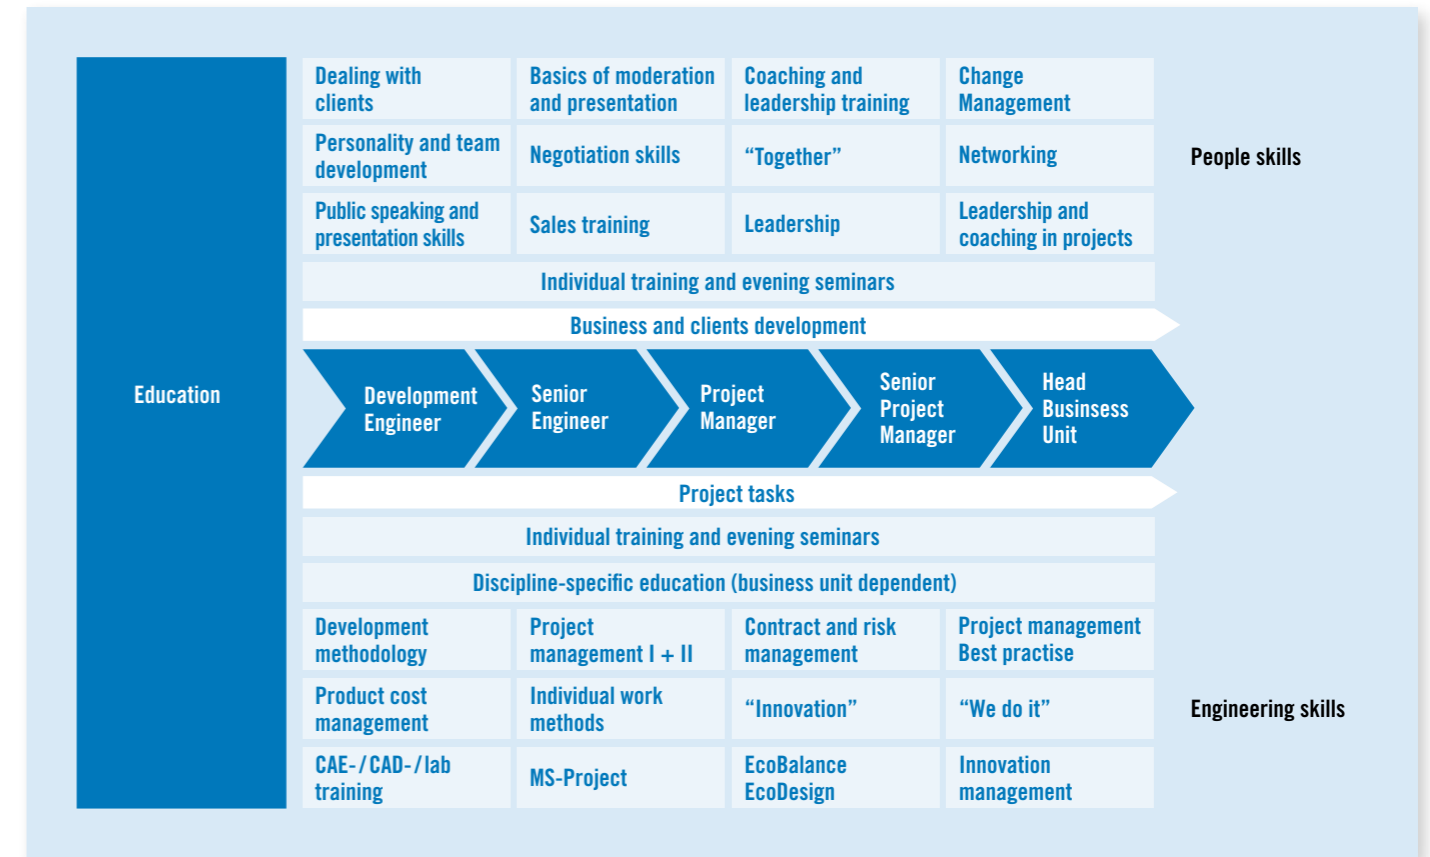 Education
Dealing with
clients
Basics of moderation
and presentation
Coaching and
leadership training
Change
Management
Personality and team
development
Negotiation skills
“Together”
Networking
People skills
Public speaking and
presentation skills
Sales training
Leadership
Leadership and
coaching in projects
Individual training and evening seminars
Business and clients development
Development
Engineer
Senior
Engineer
Project
Manager
Senior
Project
Manager
Head
Businsess
Unit
Project tasks
Individual training and evening seminars
Discipline-specific education (business unit dependent)
Development
methodology
Project
management I + II
Contract and risk
management
Project management
Best practise
Product cost
management
Individual work
methods
“Innovation”
“We do it”
Engineering skills
CAE-/CAD-/lab
training
MS-Project
EcoBalance
EcoDesign
Innovation
management